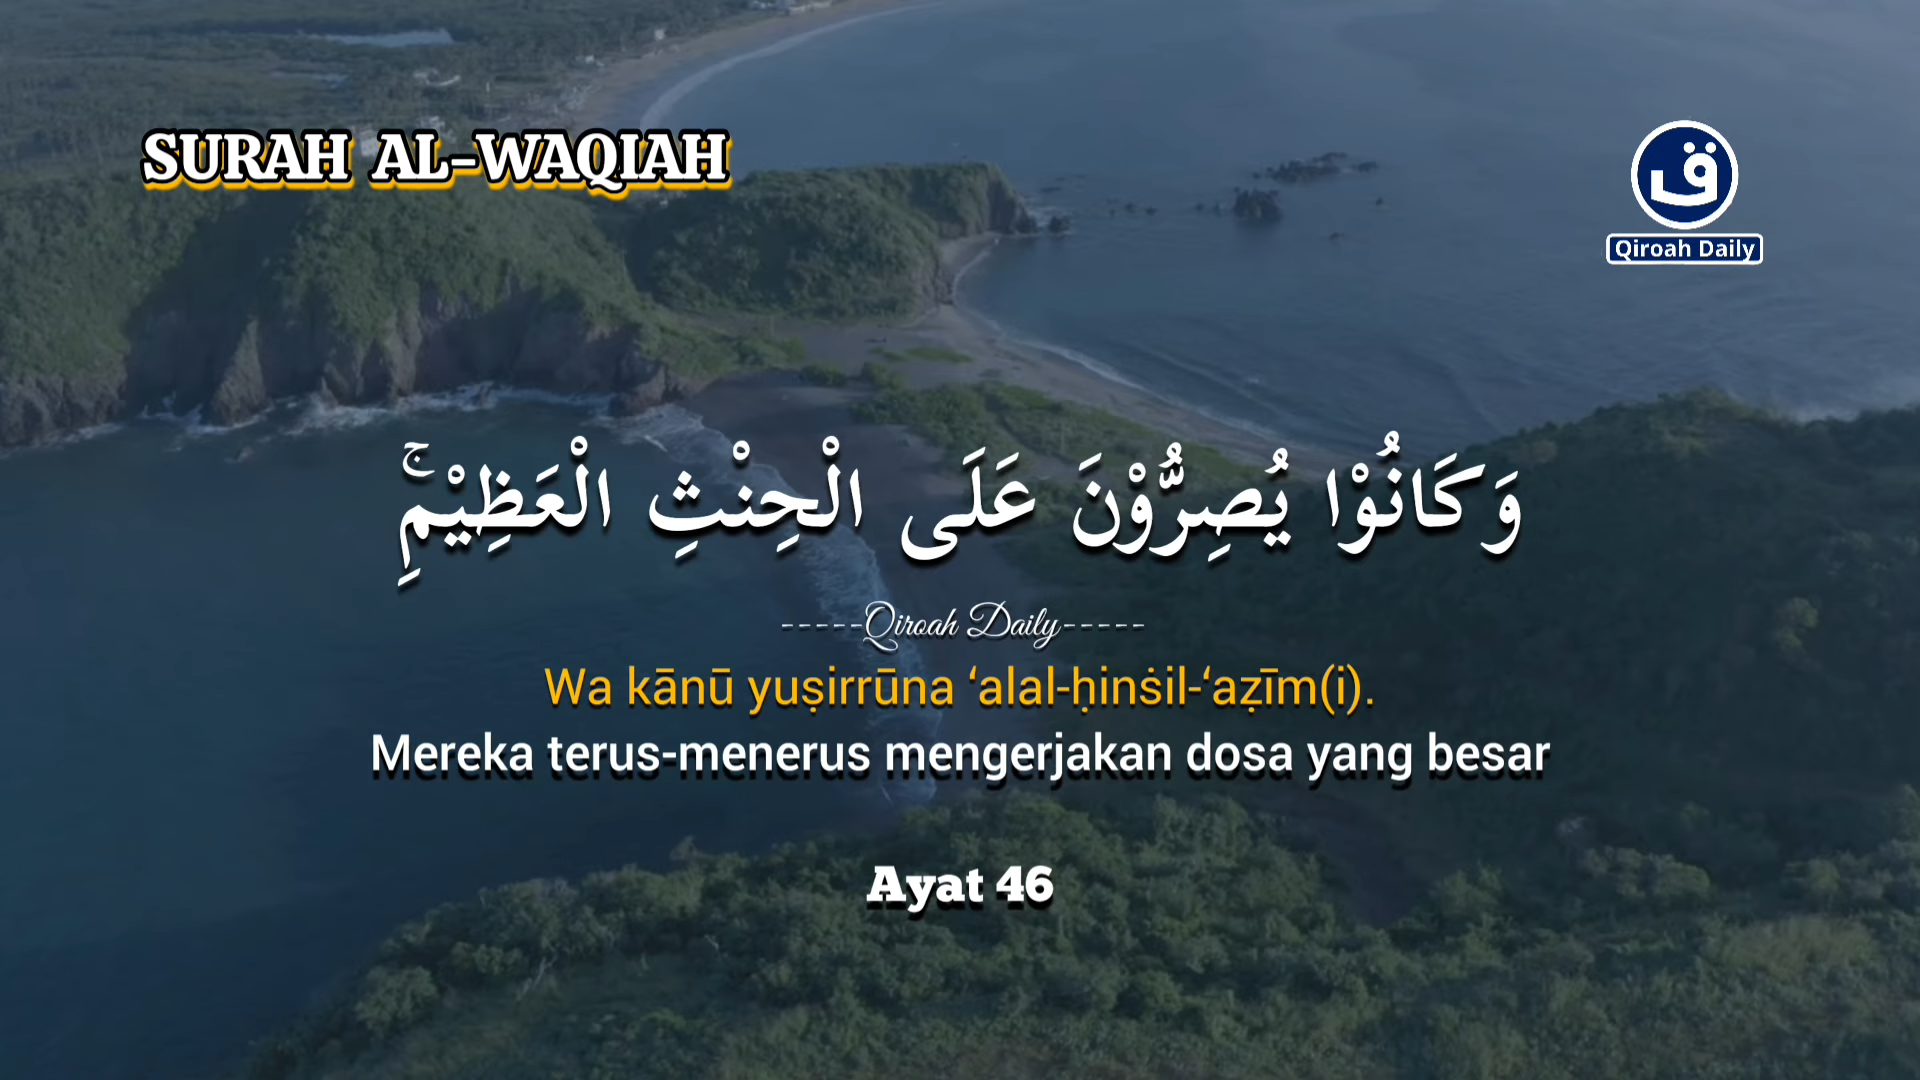 SURAH AL-WAQIAH
ق
Qiroah Daily
وَكَانُوْا يُصِرُّوْنَ عَلَى الْحِنْثِ الْعَظِيْمِۚ
-----Qiroah Daily-----
Wa kānū yuṣirrūna ‘alal-ḥinṡil-‘aẓīm(i).
Mereka terus-menerus mengerjakan dosa yang besar
Ayat 46